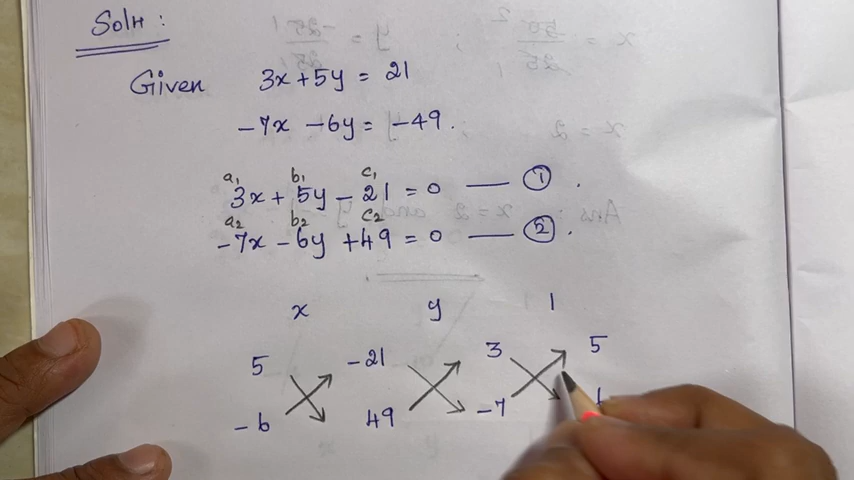 Soln :
Given 3x + 5y = 21
-7x - 6y = -49.
a1 b1 c1
3x + 5y - 21 = 0 — 1 .
a2 b2 c2
-7x - 6y + 49 = 0 — 2 .
x y 1
5 -21 3 5
-6 49 -7